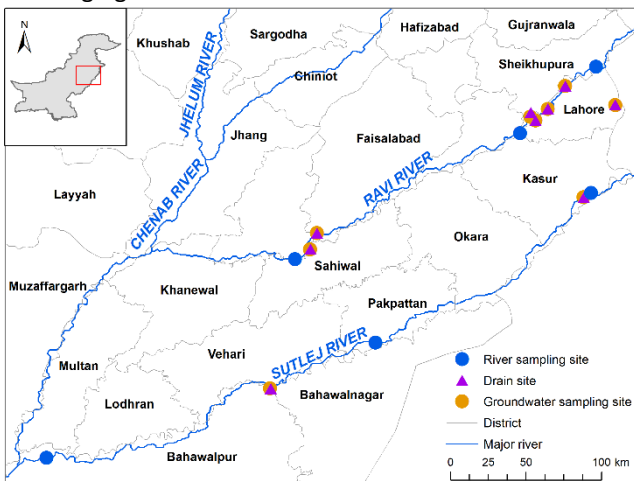 N
Khushab
Sargodha
Hafizabad
Gujranwala
Sheikhupura
JHELUM RIVER
Chiniot
Lahore
Jhang
Faisalabad
Kasur
RAVI RIVER
Layyah
CHENAB RIVER
Okara
Sahiwal
Muzaffargarh
Khanewal
Pakpattan
Vehari
SUTLEJ RIVER
Multan
Bahawalnagar
Lodhran
Bahawalpur
River sampling site
Drain site
Groundwater sampling site
District
Major river
0 25 50 100 km